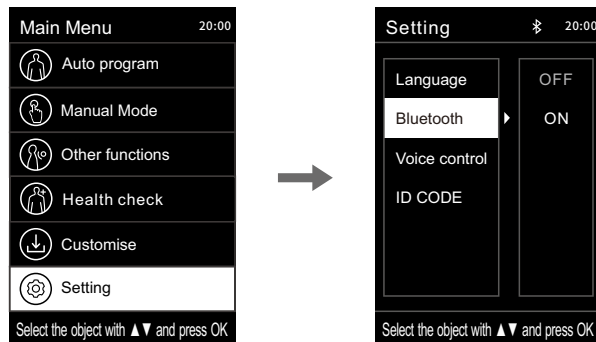 Main Menu 20:00
Auto program
Manual Mode
Other functions
Health check
Customise
Setting
Select the object with ▲▼ and press OK
Setting 20:00
Language
Bluetooth
Voice control
ID CODE
OFF
ON
Select the object with ▲▼ and press OK